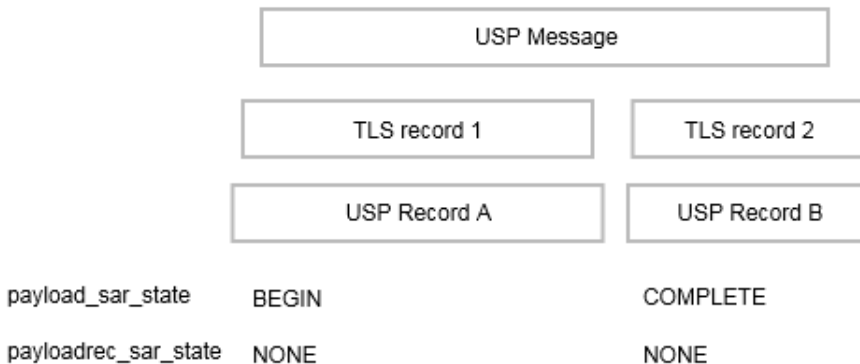 USP Message
TLS record 1 TLS record 2
USP Record A USP Record B
payload_sar_state BEGIN COMPLETE
payloadrec_sar_state NONE NONE